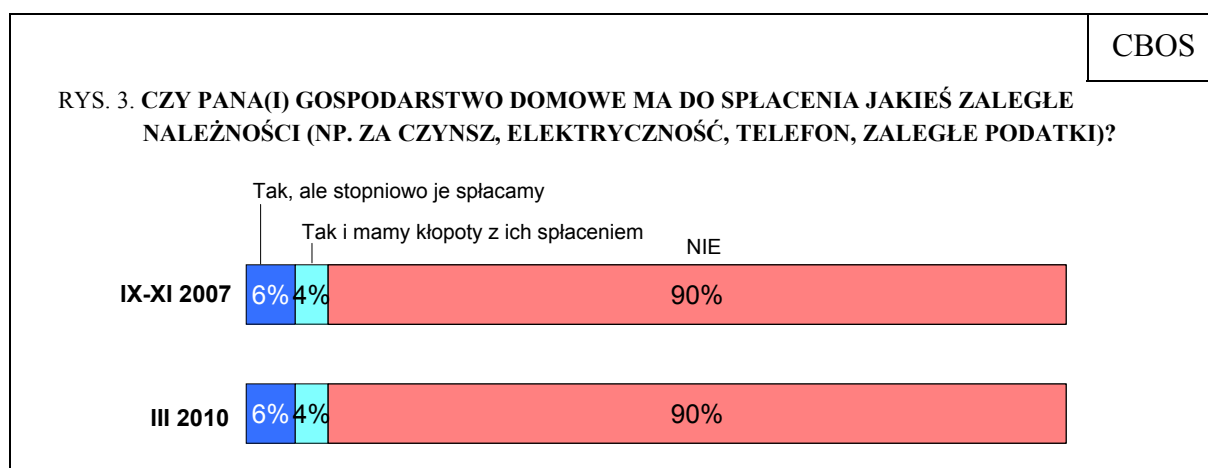 CBOS
RYS. 3. CZY PANA(I) GOSPODARSTWO DOMOWE MA DO SPŁACENIA JAKIEŚ ZALEGŁE
NALEŻNOŚCI (NP. ZA CZYNSZ, ELEKTRYCZNOŚĆ, TELEFON, ZALEGŁE PODATKI)?
Tak, ale stopniowo je spłacamy
Tak i mamy kłopoty z ich spłaceniem
NIE
IX-XI 2007 6% 4% 90%
III 2010 6% 4% 90%